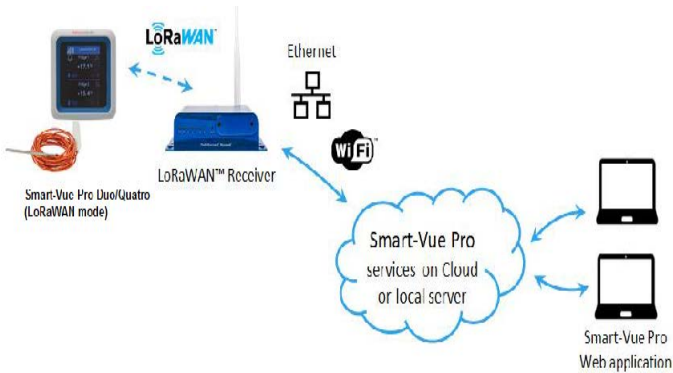 LoRaWAN™
Ethernet
WiFi
LoRaWAN™ Receiver
Smart-Vue Pro Duo/Quatro
(LoRaWAN mode)
Smart-Vue Pro
services on Cloud
or local server
Smart-Vue Pro
Web application